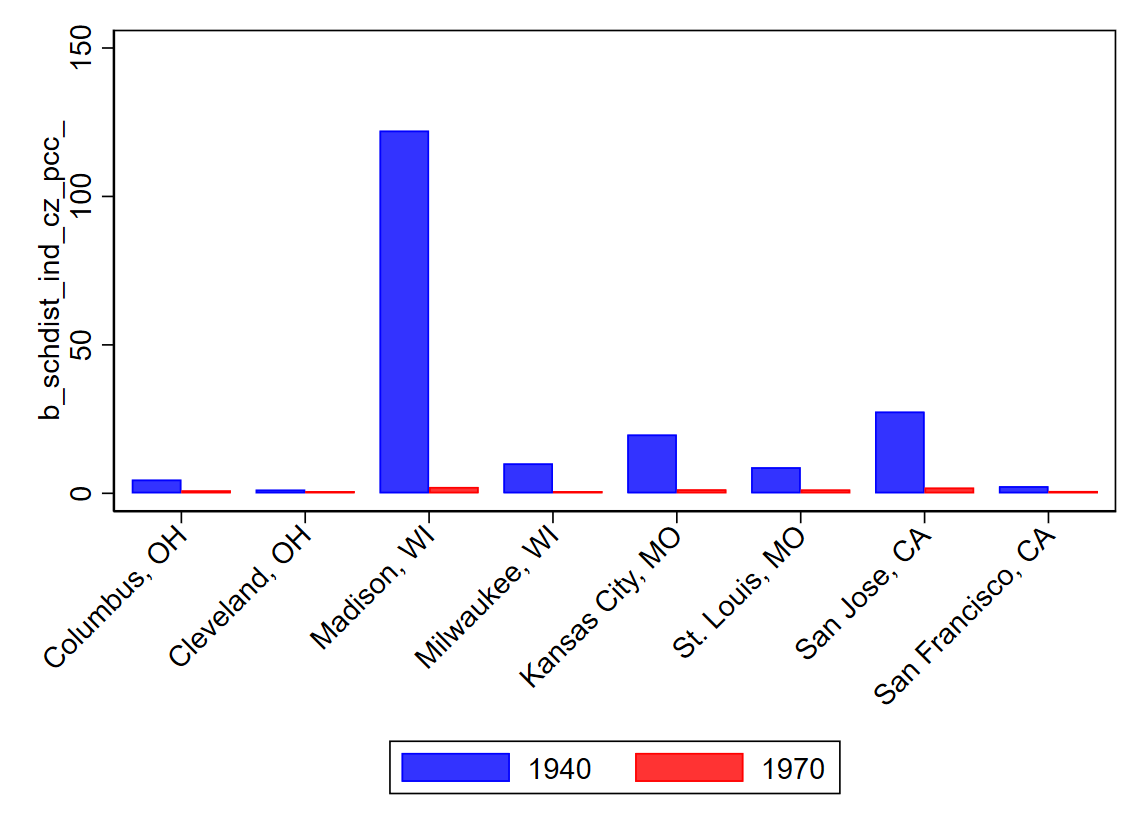 b_schdist_ind_cz_pcc_
150
100
50
0
Columbus, OH
Cleveland, OH
Madison, WI
Milwaukee, WI
Kansas City, MO
St. Louis, MO
San Jose, CA
San Francisco, CA
1940
1970